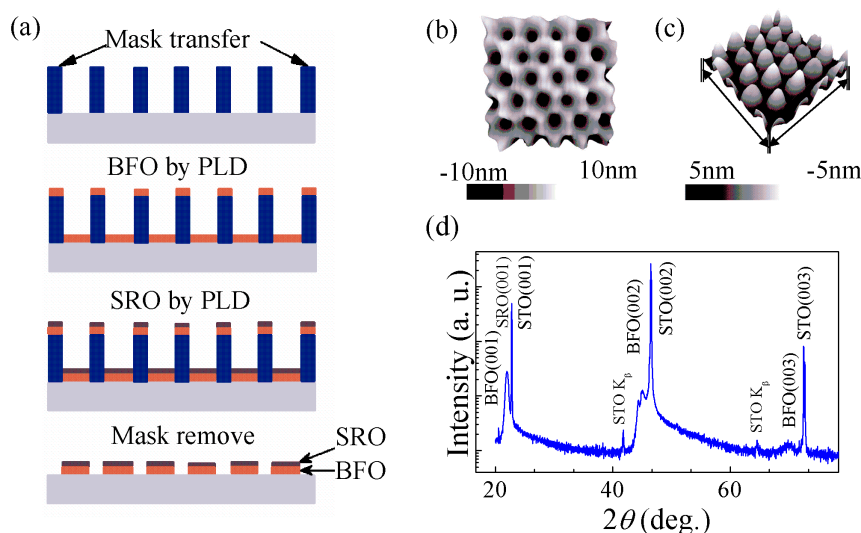 (a)
Mask transfer
BFO by PLD
SRO by PLD
Mask remove
SRO
BFO
(b)
-10nm 10nm
(c)
5nm -5nm
(d)
Intensity (a. u.)
BFO(001)
SRO(001)
STO(001)
STO Kβ
BFO(002)
STO(002)
STO Kβ
BFO(003)
STO(003)
20 40 60
2θ (deg.)